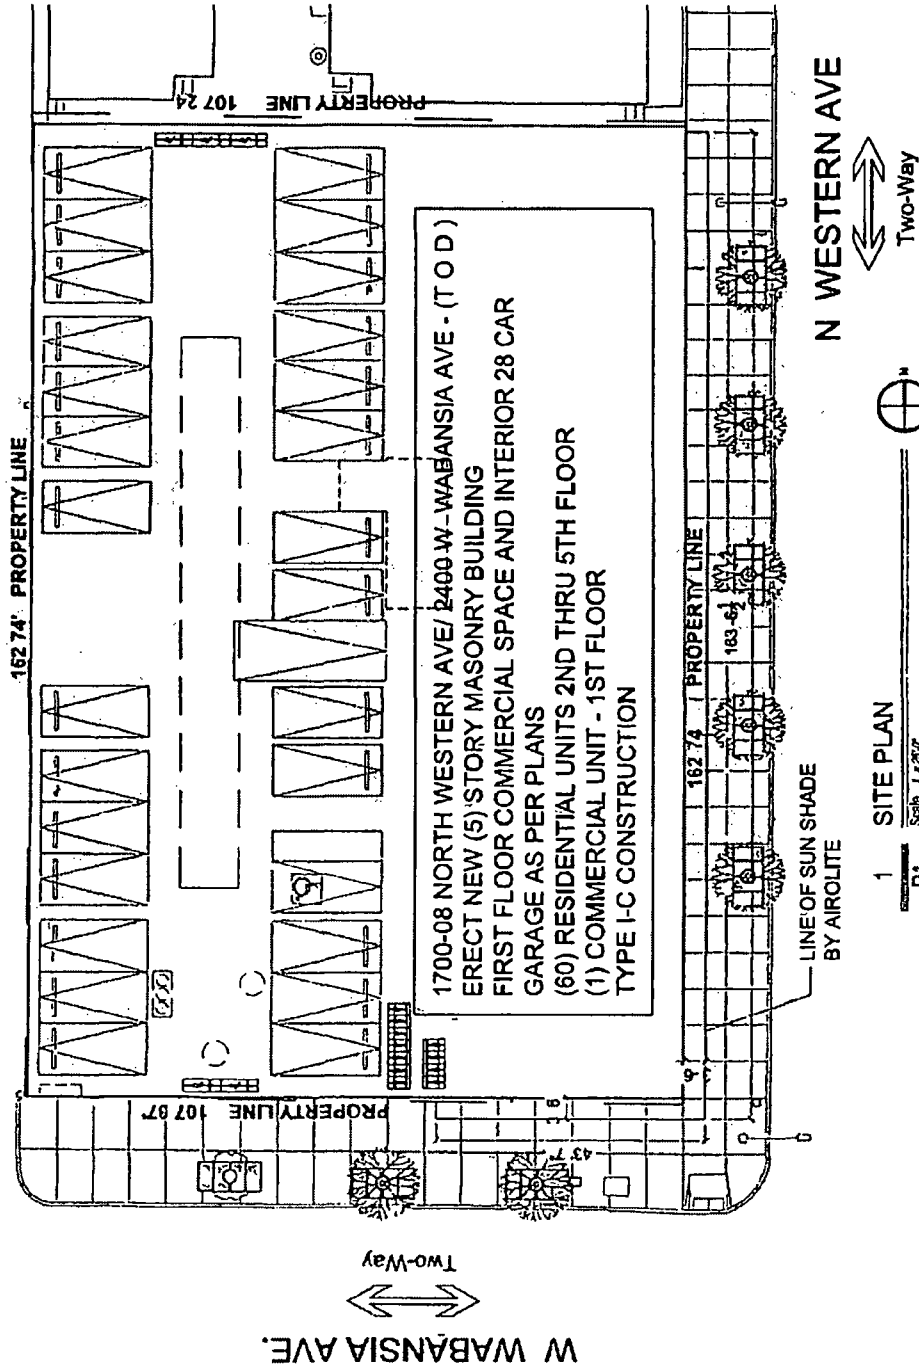 162 74' PROPERTY LINE
PROPERTY LINE 107 24
1700-08 NORTH WESTERN AVE/ 2400-W-WABANSIA AVE - (T O D)
ERECT NEW (5) STORY MASONRY BUILDING
FIRST FLOOR COMMERCIAL SPACE AND INTERIOR 28 CAR
GARAGE AS PER PLANS
(60) RESIDENTIAL UNITS 2ND THRU 5TH FLOOR
(1) COMMERCIAL UNIT - 1ST FLOOR
TYPE I-C CONSTRUCTION
162 74 PROPERTY LINE
PROPERTY LINE 107 87'
43' 7"
LINE OF SUN SHADE
BY AIROLITE
N WESTERN AVE
Two-Way
W WABANSIA AVE.
Two-Way
N
1 SITE PLAN